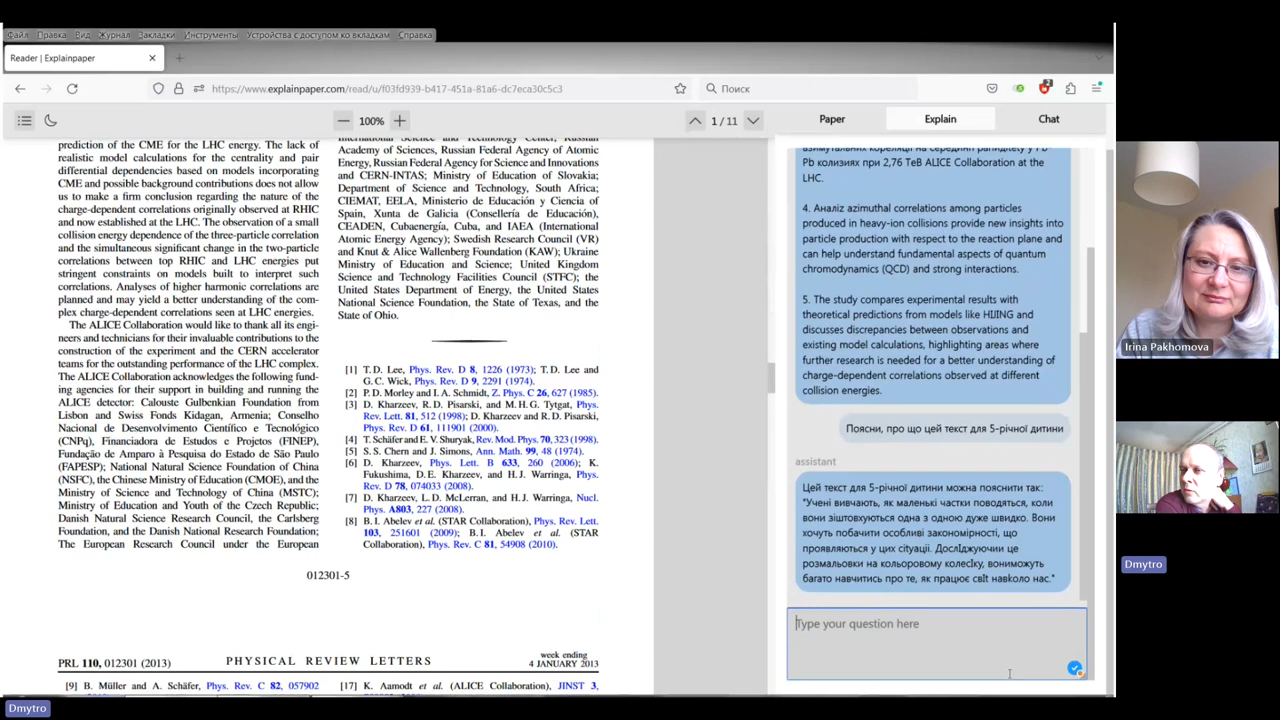 Файл Правка Вид Журнал Закладки Инструменты Устройства с доступом ко вкладкам Справка
Reader | Explainpaper
https://www.explainpaper.com/read/u/f03fd939-b417-451a-81a6-dc7eca30c5c3
Поиск
2
100%
1 / 11
Paper
Explain
Chat
prediction of the CME for the LHC energy. The lack of
realistic model calculations for the centrality and pair
differential dependencies based on models incorporating
CME and possible background contributions does not allow
us to make a firm conclusion regarding the nature of the
charge-dependent correlations originally observed at RHIC
and now established at the LHC. The observation of a small
collision energy dependence of the three-particle correlation
and the simultaneous significant change in the two-particle
correlations between top RHIC and LHC energies put
stringent constraints on models built to interpret such
correlations. Analyses of higher harmonic correlations are
planned and may yield a better understanding of the com-
plex charge-dependent correlations seen at LHC energies.
The ALICE Collaboration would like to thank all its engi-
neers and technicians for their invaluable contributions to the
construction of the experiment and the CERN accelerator
teams for the outstanding performance of the LHC complex.
The ALICE Collaboration acknowledges the following fund-
ing agencies for their support in building and running the
ALICE detector: Calouste Gulbenkian Foundation from
Lisbon and Swiss Fonds Kidagan, Armenia; Conselho
Nacional de Desenvolvimento Científico e Tecnológico
(CNPq), Financiadora de Estudos e Projetos (FINEP),
Fundação de Amparo à Pesquisa do Estado de São Paulo
(FAPESP); National Natural Science Foundation of China
(NSFC), the Chinese Ministry of Education (CMOE) and the
Ministry of Science and Technology of China (MSTC);
Ministry of Education and Youth of the Czech Republic;
Danish Natural Science Research Council, the Carlsberg
Foundation, and the Danish National Research Foundation;
The European Research Council under the European
International Science and Technology Center, Russian
Academy of Sciences, Russian Federal Agency of Atomic
Energy, Russian Federal Agency for Science and Innovations
and CERN-INTAS; Ministry of Education of Slovakia;
Department of Science and Technology, South Africa;
CIEMAT, EELA, Ministerio de Educación y Ciencia of
Spain, Xunta de Galicia (Consellería de Educación),
CEADEN, Cubaenergía, Cuba, and IAEA (International
Atomic Energy Agency); Swedish Research Council (VR)
and Knut & Alice Wallenberg Foundation (KAW); Ukraine
Ministry of Education and Science; United Kingdom
Science and Technology Facilities Council (STFC); the
United States Department of Energy, the United States
National Science Foundation, the State of Texas, and the
State of Ohio.
[1] T.D. Lee, Phys. Rev. D 8, 1226 (1973); T.D. Lee and
G.C. Wick, Phys. Rev. D 9, 2291 (1974).
[2] P.D. Morley and I.A. Schmidt, Z. Phys. C 26, 627 (1985).
[3] D. Kharzeev, R.D. Pisarski, and M.H.G. Tytgat, Phys.
Rev. Lett. 81, 512 (1998); D. Kharzeev and R.D. Pisarski,
Phys. Rev. D 61, 111901 (2000).
[4] T. Schäfer and E.V. Shuryak, Rev. Mod. Phys. 70, 323 (1998).
[5] S.S. Chern and J. Simons, Ann. Math. 99, 48 (1974).
[6] D. Kharzeev, Phys. Lett. B 633, 260 (2006); K.
Fukushima, D.E. Kharzeev, and H.J. Warringa, Phys.
Rev. D 78, 074033 (2008).
[7] D. Kharzeev, L.D. McLerran, and H.J. Warringa, Nucl.
Phys. A803, 227 (2008).
[8] B.I. Abelev et al. (STAR Collaboration), Phys. Rev. Lett.
103, 251601 (2009); B.I. Abelev et al. (STAR
Collaboration), Phys. Rev. C 81, 54908 (2010).
012301-5
PRL 110, 012301 (2013)
PHYSICAL REVIEW LETTERS
week ending
4 JANUARY 2013
[9] B. Müller and A. Schäfer, Phys. Rev. C 82, 057902
[17] K. Aamodt et al. (ALICE Collaboration), JINST 3,
азимутальних кореляцій на середній рапідіету у Pb-
Pb колизиях при 2,76 ТеВ ALICE Collaboration at the
LHC.
4. Аналіз azimuthal correlations among particles
produced in heavy-ion collisions provide new insights into
particle production with respect to the reaction plane and
can help understand fundamental aspects of quantum
chromodynamics (QCD) and strong interactions.
5. The study compares experimental results with
theoretical predictions from models like HIJING and
discusses discrepancies between observations and
existing model calculations, highlighting areas where
further research is needed for a better understanding of
charge-dependent correlations observed at different
collision energies.
Поясни, про що цей текст для 5-річної дитини
assistant
Цей текст для 5-річної дитини можна пояснити так:
"Учені вивчають, як маленькі частки поводяться, коли
вони зіштовхуються одна з одною дуже швидко. Вони
хочуть побачити особливі закономірності, що
проявляються у цих ситуації. ДослІджуючи це
розмальовки на кольоровому колесІку, вониможуть
багато навчитись про те, як працює світ навколо нас."
Type your question here
Irina Pakhomova
Dmytro
Dmytro